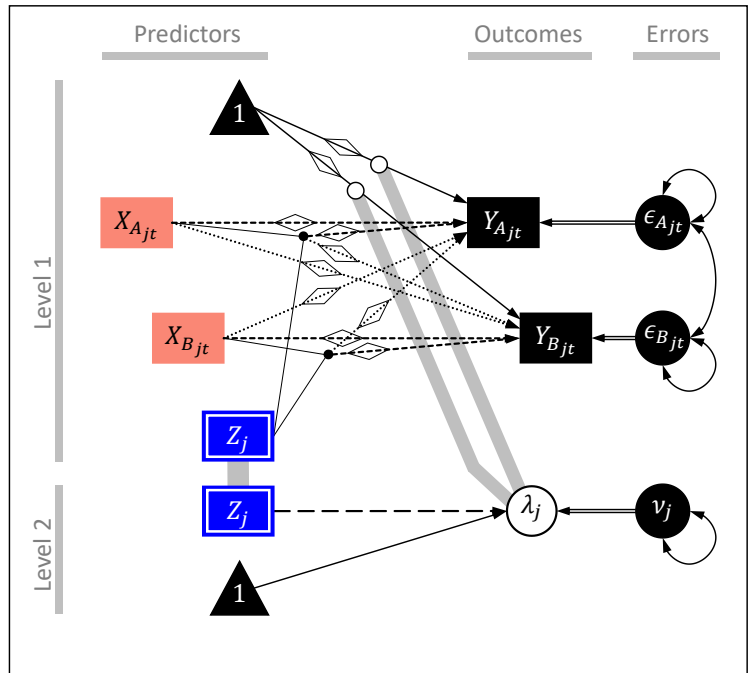 Predictors Outcomes Errors
Level 1
1
X_{A_{jt}} Y_{A_{jt}} ϵ_{A_{jt}}
X_{B_{jt}} Y_{B_{jt}} ϵ_{B_{jt}}
Z_j
Level 2
Z_j λ_j ν_j
1